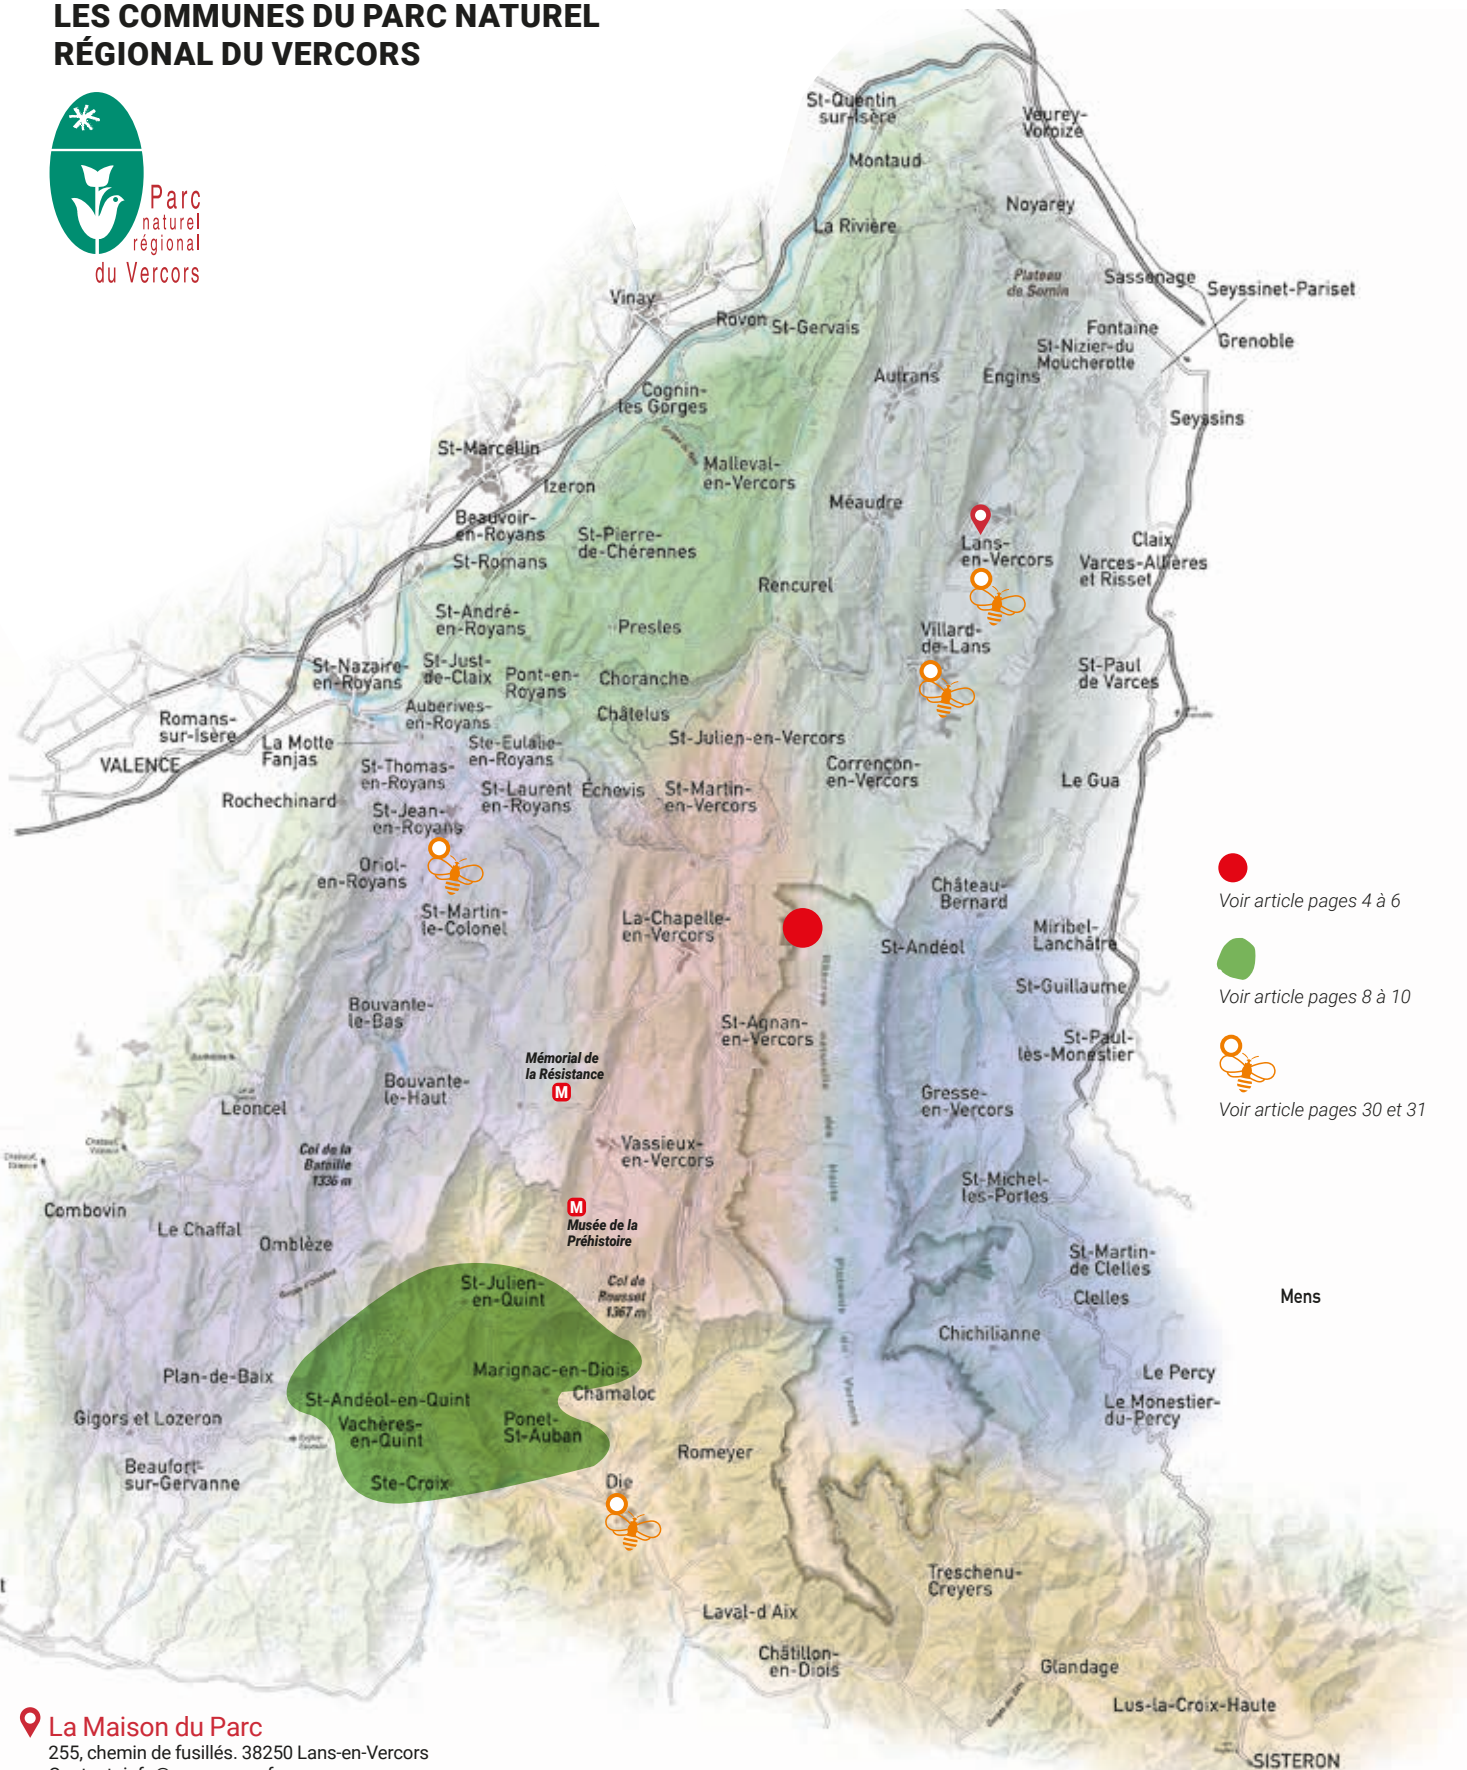 LES COMMUNES DU PARC NATUREL
RÉGIONAL DU VERCORS
Parc
naturel
régional
du Vercors
St-Quentin
sur-Isère
Veurey-
Voroize
Montaud
Noyarey
La Rivière
Plateau
de Sornin
Sassenage
Seyssinet-Pariset
Vinay
Rovon
St-Gervais
Fontaine
Grenoble
St-Nizier-du
Moucherotte
Autrans
Engins
Cognin-
les Gorges
Seyssins
St-Marcellin
Malleval-
en-Vercors
Izeron
Méaudre
Beauvoir-
en-Royans
St-Pierre-
de-Chérennes
Lans-
en-Vercors
Claix
Varces-Allières
et Risset
St-Romans
Rencurel
St-André-
en-Royans
Presles
Villard-
de-Lans
St-Nazaire-
en-Royans
St-Just-
de-Claix
Pont-en-
Royans
Choranche
St-Paul
de Varces
Auberives-
en-Royans
Châtelus
Romans-
sur-Isère
La Motte
Fanjas
Ste-Eulalie-
en-Royans
St-Julien-en-Vercors
VALENCE
St-Thomas-
en-Royans
Corrençon-
en-Vercors
Le Gua
Rochechinard
St-Laurent
en-Royans
Échevis
St-Martin-
en-Vercors
St-Jean-
en-Royans
Oriol-
en-Royans
Château-
Bernard
Voir article pages 4 à 6
St-Martin-
le-Colonel
La-Chapelle-
en-Vercors
St-Andéol
Miribel-
Lanchâtre
St-Guillaume
Voir article pages 8 à 10
Bouvante-
le-Bas
St-Agnan-
en-Vercors
St-Paul-
lès-Monestier
Mémorial de
la Résistance
M
Bouvante-
le-Haut
Léoncel
Gresse-
en-Vercors
Voir article pages 30 et 31
Col de la
Bataille
1336 m
Vassieux-
en-Vercors
St-Michel-
les-Portes
Combovin
Le Chaffal
Omblèze
M
Musée de la
Préhistoire
St-Martin-
de Clelles
Clelles
Mens
St-Julien-
en-Quint
Col de
Rousset
1367 m
Chichilianne
Plan-de-Baix
Marignac-en-Diois
Chamaloc
Le Percy
St-Andéol-en-Quint
Le Monestier-
du-Percy
Gigors et Lozeron
Vachères-
en-Quint
Ponet-
St-Auban
Romeyer
Beaufort-
sur-Gervanne
Ste-Croix
Die
Treschenu-
Creyers
Laval-d'Aix
Châtillon-
en-Diois
Glandage
Lus-la-Croix-Haute
SISTERON
La Maison du Parc
255, chemin de fusillés. 38250 Lans-en-Vercors